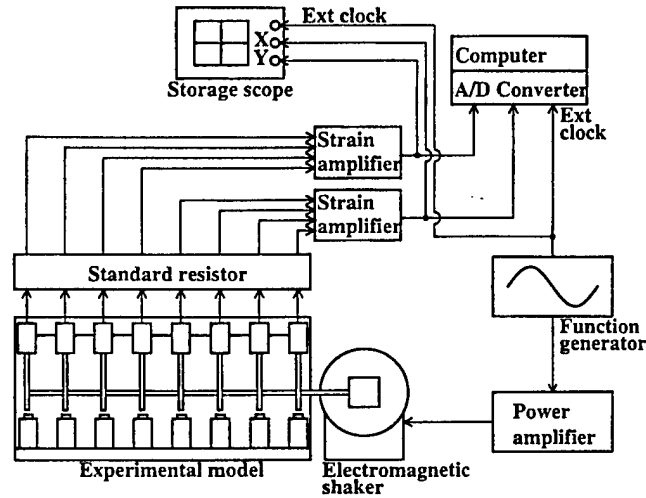 Ext clock
X
Y
Storage scope
Computer
A/D Converter
Ext
clock
Strain
amplifier
Strain
amplifier
Standard resistor
Function
generator
Power
amplifier
Experimental model
Electromagnetic
shaker